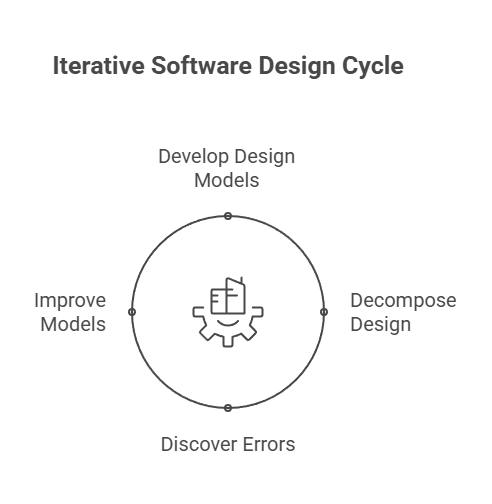 Iterative Software Design Cycle
Develop Design
Models
Improve
Models
Decompose
Design
Discover Errors